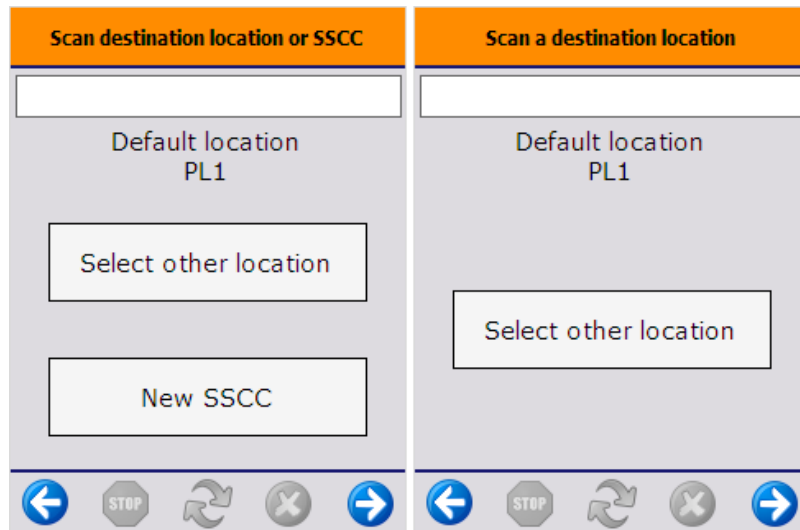 Scan destination location or SSCC
Default location
PL1
Select other location
New SSCC
STOP
Scan a destination location
Default location
PL1
Select other location
STOP